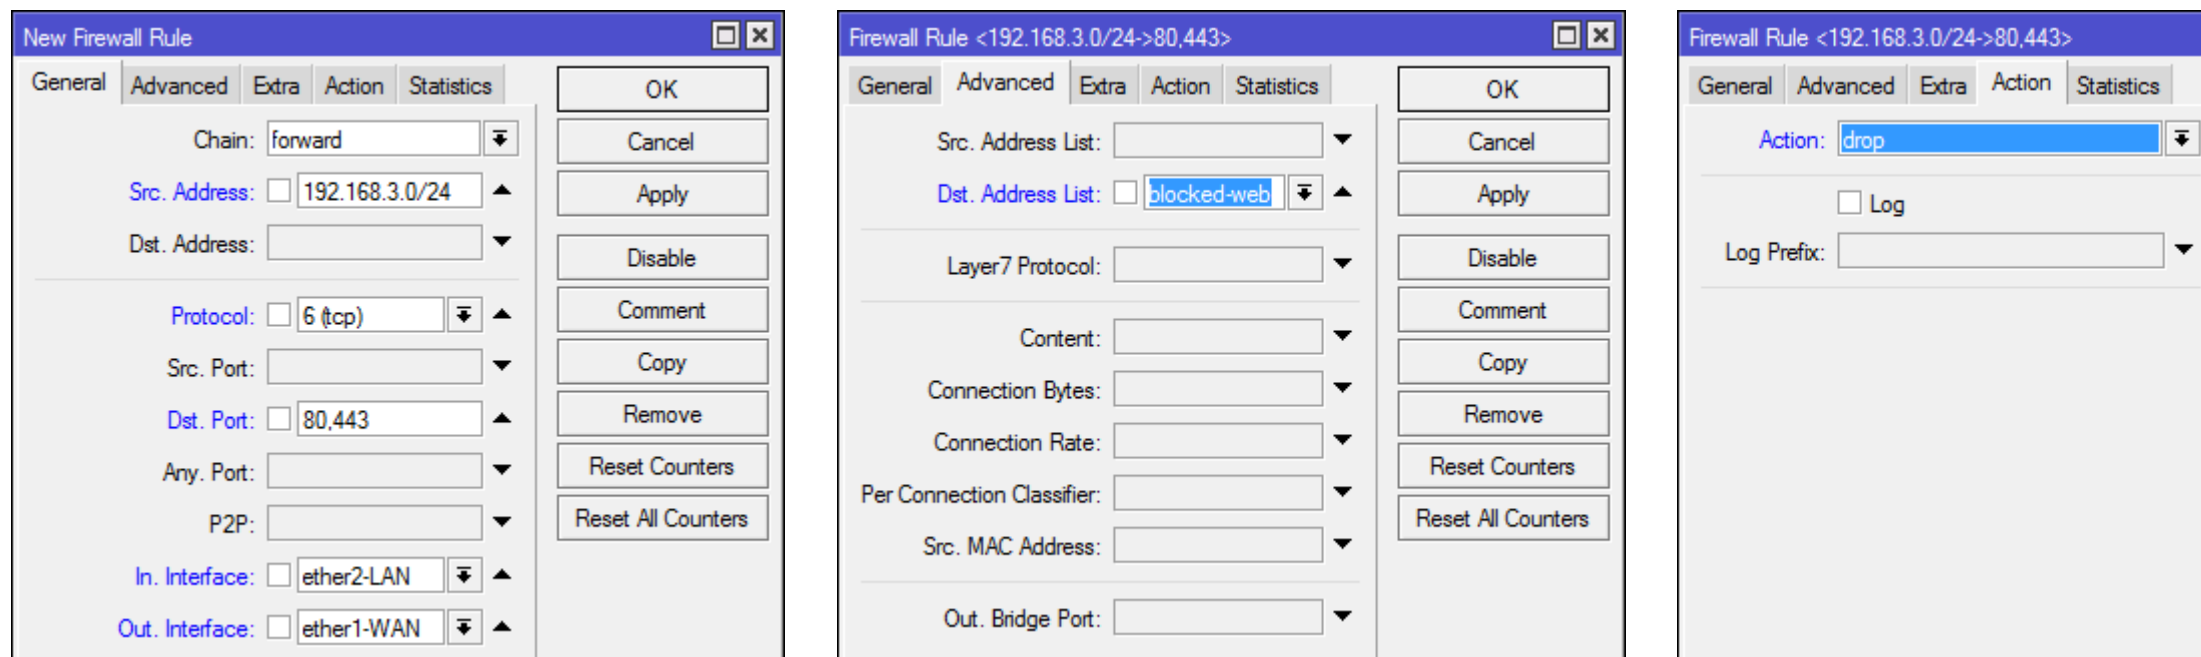 New Firewall Rule
General Advanced Extra Action Statistics
Chain: forward
Src. Address: 192.168.3.0/24
Dst. Address:
Protocol: 6 (tcp)
Src. Port:
Dst. Port: 80,443
Any. Port:
P2P:
In. Interface: ether2-LAN
Out. Interface: ether1-WAN
OK
Cancel
Apply
Disable
Comment
Copy
Remove
Reset Counters
Reset All Counters
Firewall Rule <192.168.3.0/24->80,443>
General Advanced Extra Action Statistics
Src. Address List:
Dst. Address List: blocked-web
Layer7 Protocol:
Content:
Connection Bytes:
Connection Rate:
Per Connection Classifier:
Src. MAC Address:
Out. Bridge Port:
OK
Cancel
Apply
Disable
Comment
Copy
Remove
Reset Counters
Reset All Counters
Firewall Rule <192.168.3.0/24->80,443>
General Advanced Extra Action Statistics
Action: drop
Log
Log Prefix: